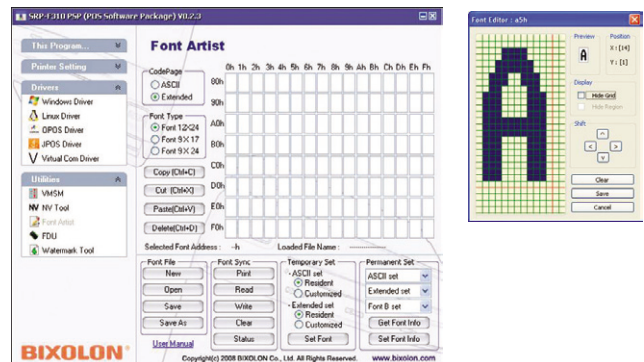 SRP-F310 PSP (POS Software Package) V0.2.3
This Program...
Printer Setting
Drivers
Windows Driver
Linux Driver
OPOS Driver
JPOS Driver
Virtual Com Driver
Utilities
VMSM
NV NV Tool
Font Artist
FDU
Watermark Tool
BIXOLON®
Font Artist
CodePage
ASCII
Extended
Font Type
Font 12X24
Font 9X17
Font 9X24
Copy (Ctrl+C)
Cut (Ctrl+X)
Paste(Ctrl+V)
Delete(Ctrl+D)
0h 1h 2h 3h 4h 5h 6h 7h 8h 9h Ah Bh Ch Dh Eh Fh
80h
90h
A0h
B0h
C0h
D0h
E0h
F0h
Selected Font Address : --h Loaded File Name : -------------
Font File
New
Open
Save
Save As
User Manual
Font Sync
Print
Read
Write
Clear
Status
Temporary Set
- ASCII set
Resident
Customized
- Extended set
Resident
Customized
Set Font
Permanent Set
ASCII set
Extended set
Font B set
Get Font Info
Set Font Info
Copyright(c) 2008 BIXOLON Co., Ltd. All Rights Reserved. www.bixolon.com
Font Editor : a5h
Preview
A
Position
X : [14]
Y : [1]
Display
Hide Grid
Hide Region
Shift
Clear
Save
Cancel